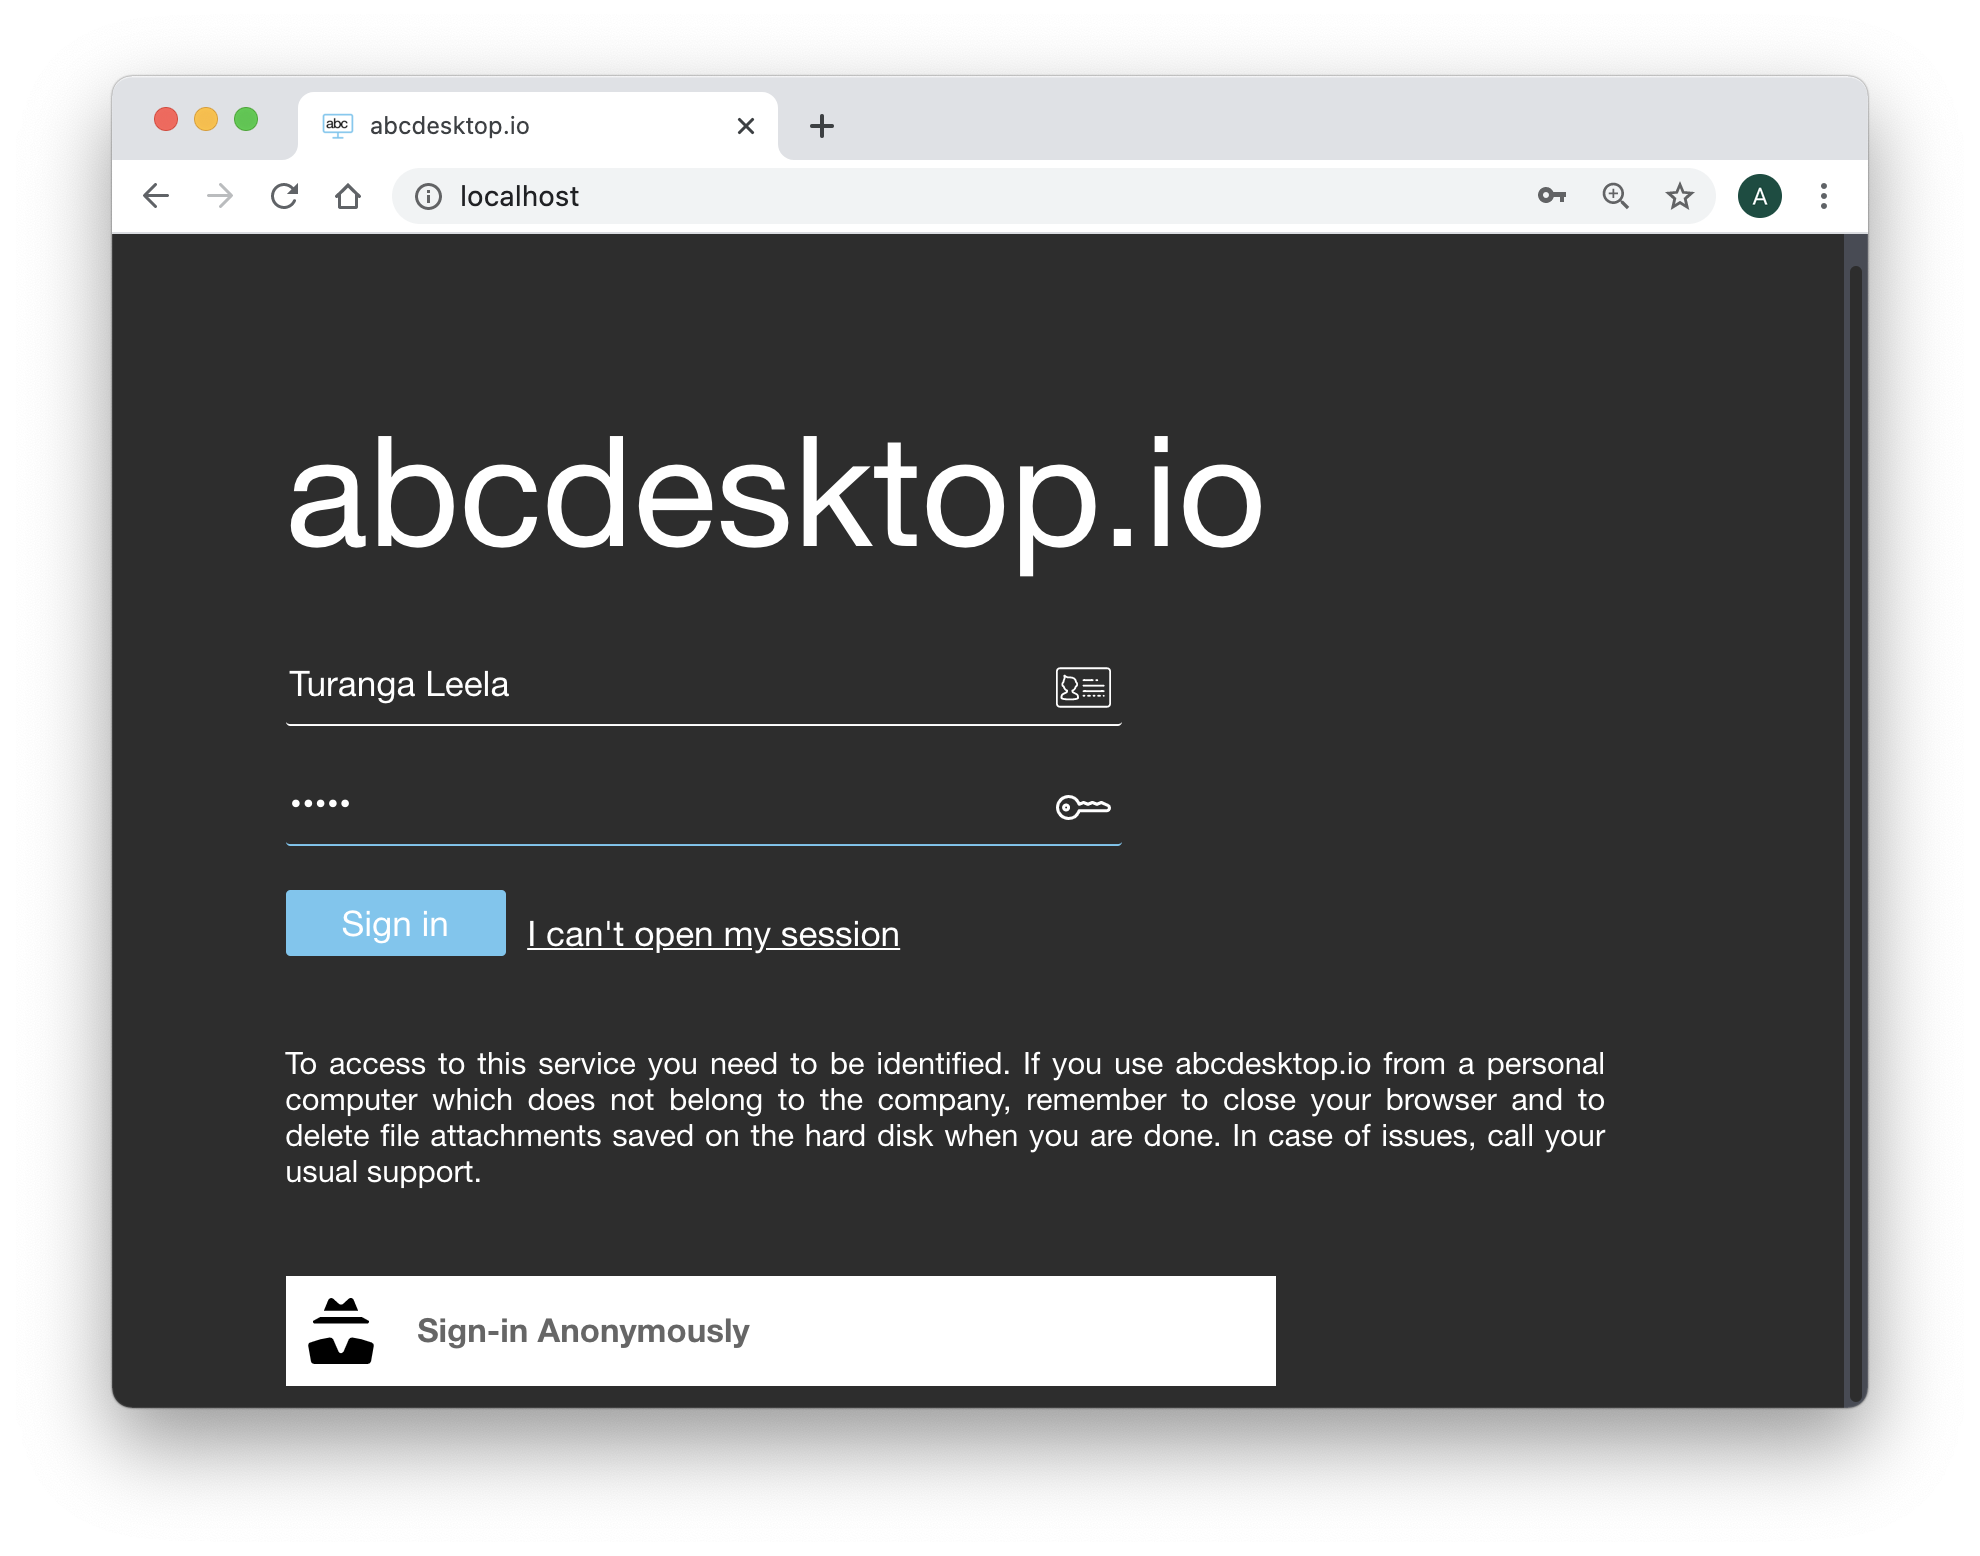 abc abcdesktop.io
localhost
A
abcdesktop.io
Turanga Leela
•••••
Sign in I can't open my session
To access to this service you need to be identified. If you use abcdesktop.io from a personal
computer which does not belong to the company, remember to close your browser and to
delete file attachments saved on the hard disk when you are done. In case of issues, call your
usual support.
Sign-in Anonymously